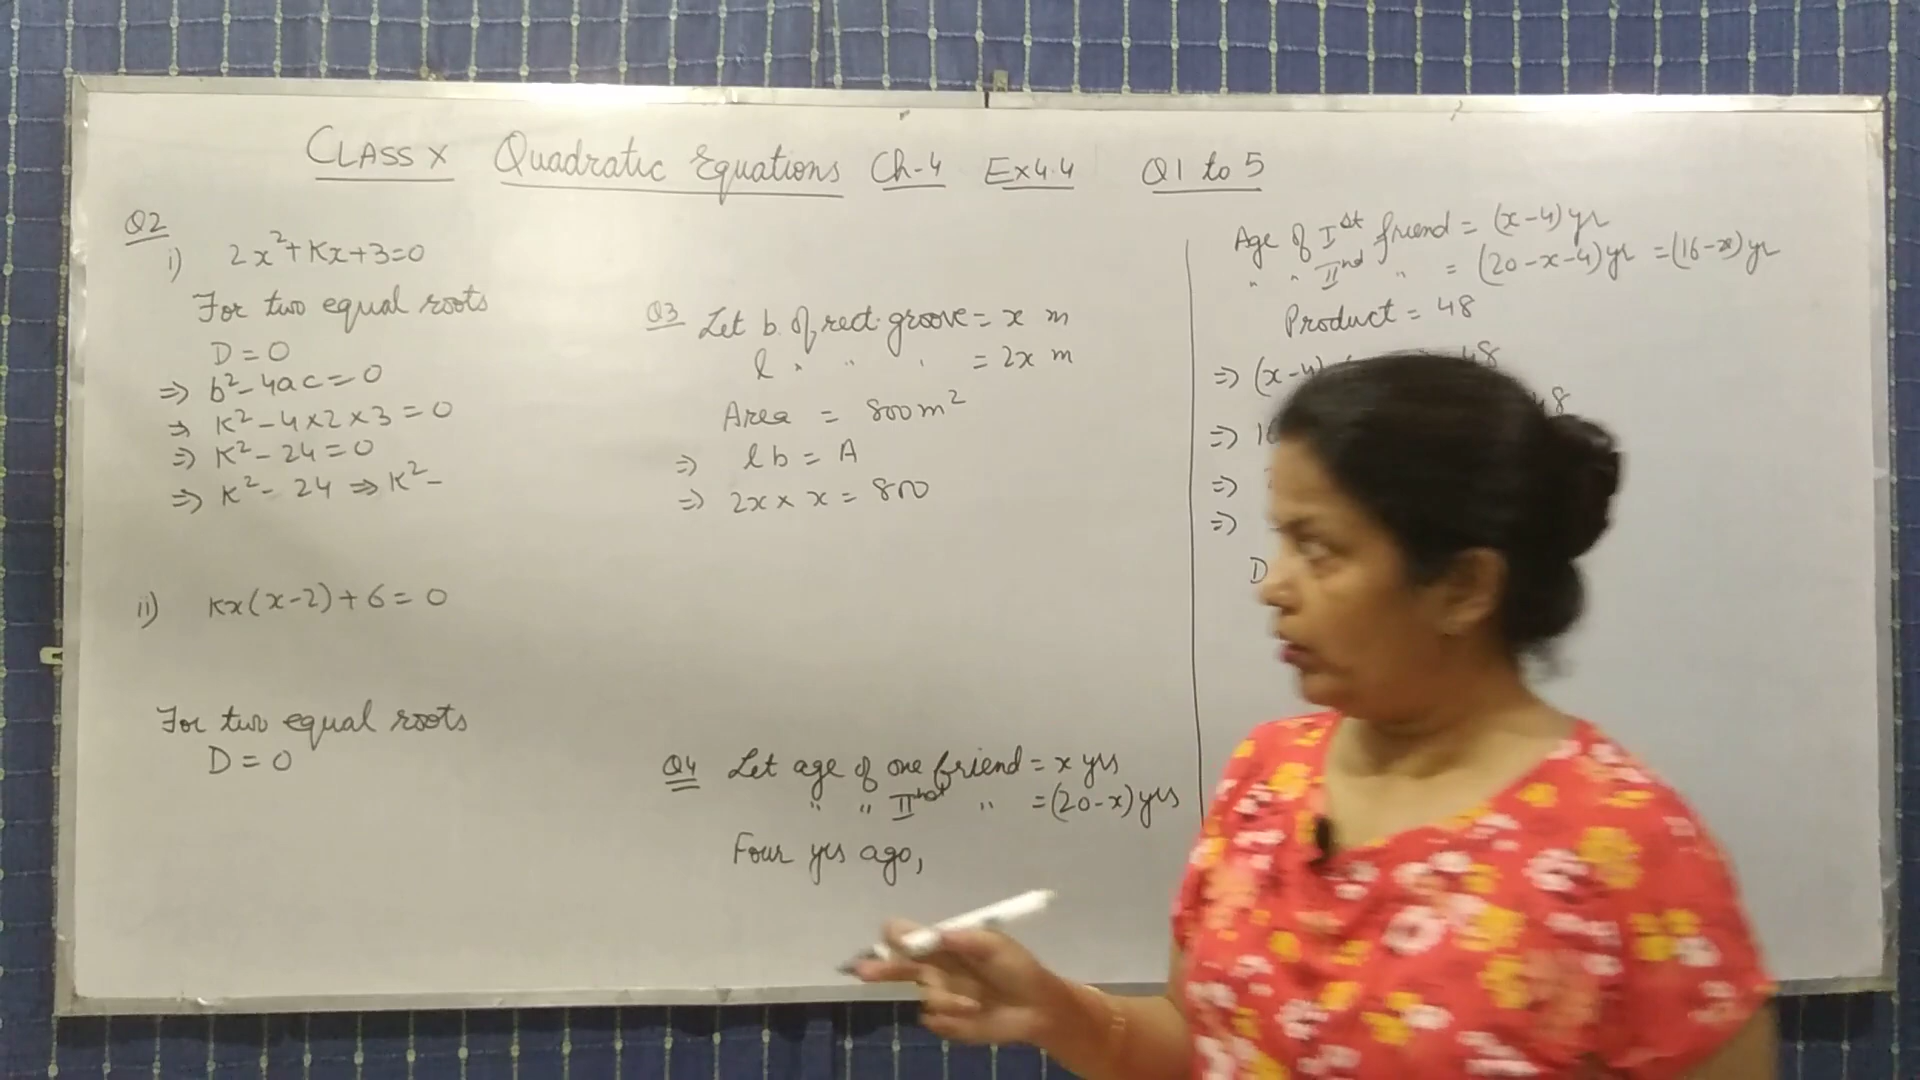 CLASS X Quadratic Equations Ch-4 Ex 4.4 Q1 to 5
Q2
i) 2x²+Kx+3=0
For two equal roots
D=0
⇒ b²-4ac=0
⇒ K²-4×2×3=0
⇒ K²-24=0
⇒ K²- 24 ⇒ K²-
ii) Kx(x-2)+6=0
For two equal roots
D=0
Q3 Let b. of rect. groove = x m
l " " " = 2x m
Area = 800m²
⇒ lb = A
⇒ 2x × x = 800
Q4 Let age of one friend = x yrs
" " IInd " =(20-x)yrs
Four yrs ago,
Age of Ist friend = (x-4)yr
" " IInd " = (20-x-4)yr =(16-x)yr
Product = 48
⇒ (x-4) 48
⇒ 16 48
⇒
⇒
D